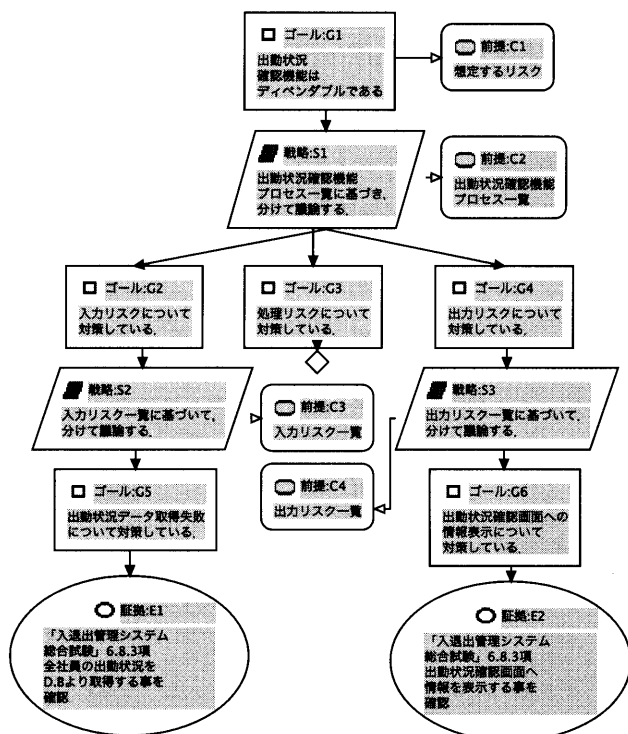 ゴール:G1
出動状況
確認機能は
ディペンダブルである
前提:C1
想定するリスク
戦略:S1
出動状況確認機能
プロセス一覧に基づき,
分けて議論する.
前提:C2
出動状況確認機能
プロセス一覧
ゴール:G2
入力リスクについて
対策している.
ゴール:G3
処理リスクについて
対策している.
ゴール:G4
出力リスクについて
対策している.
戦略:S2
入力リスク一覧に基づいて,
分けて議論する.
前提:C3
入力リスク一覧
戦略:S3
出力リスク一覧に基づいて,
分けて議論する.
前提:C4
出力リスク一覧
ゴール:G5
出動状況データ取得失敗
について対策している.
ゴール:G6
出動状況確認画面への
情報表示について
対策している.
証拠:E1
「入退出管理システム
総合試験」6.8.3項
全社員の出動状況を
D.Bより取得する事を
確認
証拠:E2
「入退出管理システム
総合試験」6.8.3項
出動状況確認画面へ
情報を表示する事を
確認